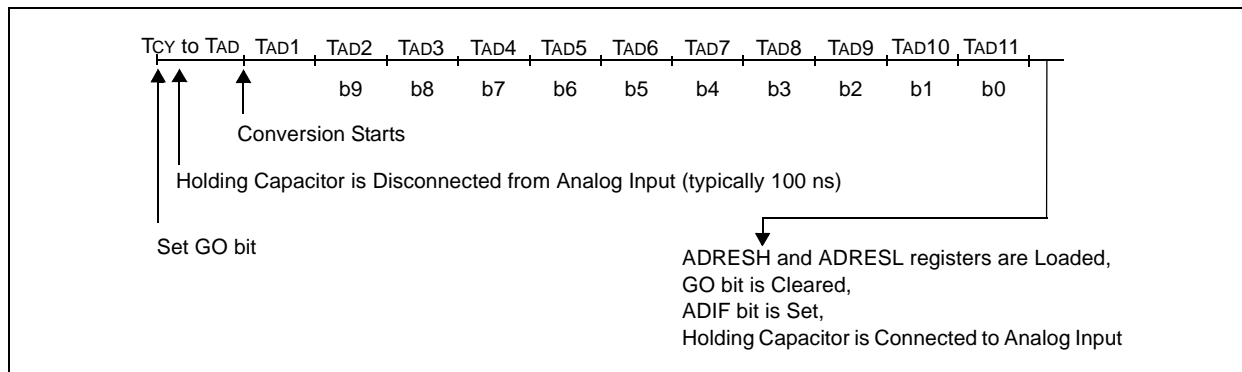 TCY to TAD TAD1 TAD2 TAD3 TAD4 TAD5 TAD6 TAD7 TAD8 TAD9 TAD10 TAD11
b9 b8 b7 b6 b5 b4 b3 b2 b1 b0
Conversion Starts
Holding Capacitor is Disconnected from Analog Input (typically 100 ns)
Set GO bit
ADRESH and ADRESL registers are Loaded,
GO bit is Cleared,
ADIF bit is Set,
Holding Capacitor is Connected to Analog Input